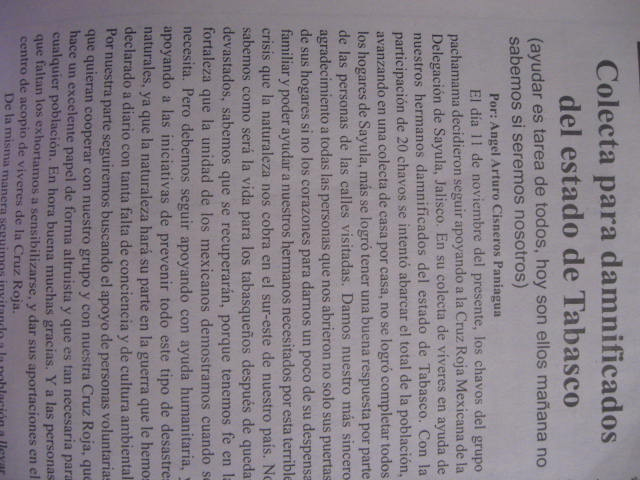 Colecta para damnificados
del estado de Tabasco
(ayudar es tarea de todos, hoy son ellos mañana no
sabemos si seremos nosotros)
Por: Angel Arturo Cisneros Paniagua
El día 11 de noviembre del presente, los chavos del grupo
pachamama decidieron seguir apoyando a la Cruz Roja Mexicana de la
Delegación de Sayula, Jalisco. En su colecta de víveres en ayuda de
nuestros hermanos damnificados del estado de Tabasco. Con la
participación de 20 chavos se intentó abarcar el total de la población,
avanzando en una colecta de casa por casa, no se logró completar todos
los hogares de Sayula, más se logró tener una buena respuesta por parte
de las personas de las calles visitadas. Damos nuestro más sincero
agradecimiento a todas las personas que nos abrieron no solo sus puertas
de sus hogares si no los corazones para darnos un poco de su despensa
familiar y poder ayudar a nuestros hermanos necesitados por esta terrible
crisis que la naturaleza nos cobra en el sur-este de nuestro país. No
sabemos como será la vida para los tabasqueños después de queda
devastados, sabemos que se recuperarán, porque tenemos fe en la
fortaleza que la unidad de los mexicanos demostramos cuando se
necesita. Pero debemos seguir apoyando con ayuda humanitaria, y
apoyando a las iniciativas de prevenir todo este tipo de desastres
naturales, ya que la naturaleza hará su parte en la guerra que le hemo
declarado a diario con tanta falta de conciencia y de cultura ambiental
Por nuestra parte seguiremos buscando el apoyo de personas voluntarias
que quieran cooperar con nuestro grupo y con nuestra Cruz Roja, que
hace un excelente papel de forma altruista y que es tan necesaria para
cualquier población. En hora buena muchas gracias. Y a las personas
que faltan los exhortamos a sensibilizarse, y dar sus aportaciones en el
centro de acopio de víveres de la Cruz Roja.
De la misma manera seguimos invitando a la población a llevar